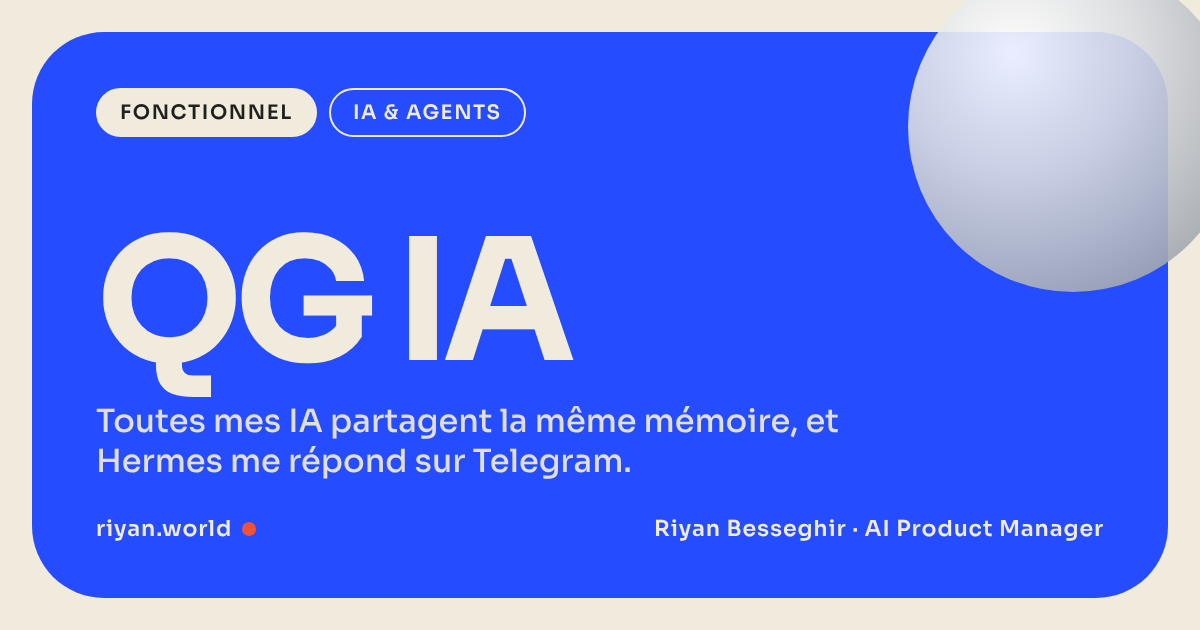 FONCTIONNEL
IA & AGENTS
QG IA
Toutes mes IA partagent la même mémoire, et
Hermes me répond sur Telegram.
riyan.world
Riyan Besseghir · AI Product Manager